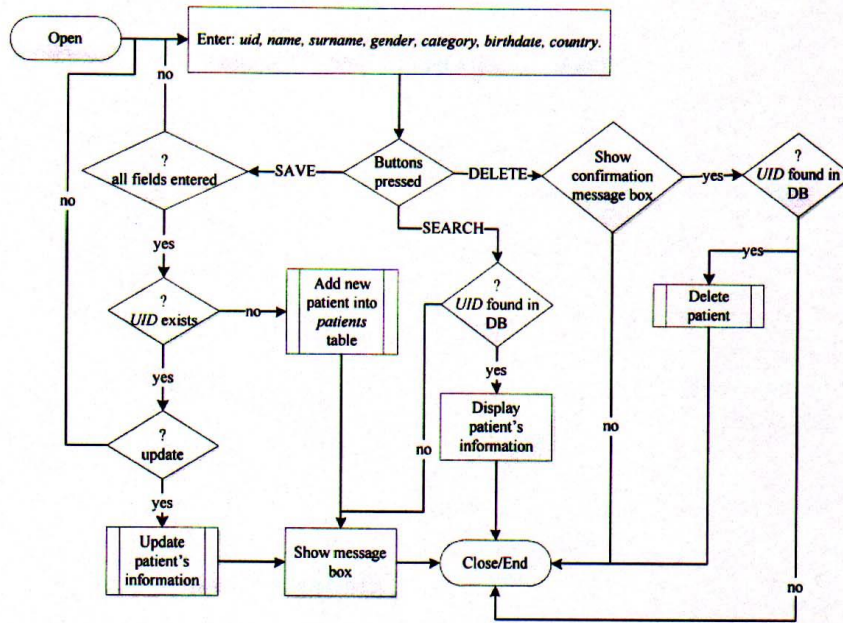 Open
Enter: uid, name, surname, gender, category, birthdate, country.
no
?
all fields entered
SAVE
Buttons
pressed
DELETE
Show
confirmation
message box
yes
?
UID found in
DB
no
yes
SEARCH
yes
?
UID exists
no
Add new
patient into
patients
table
?
UID found in
DB
Delete
patient
yes
yes
?
update
no
Display
patient's
information
no
yes
Update
patient's
information
Show message
box
Close/End
no